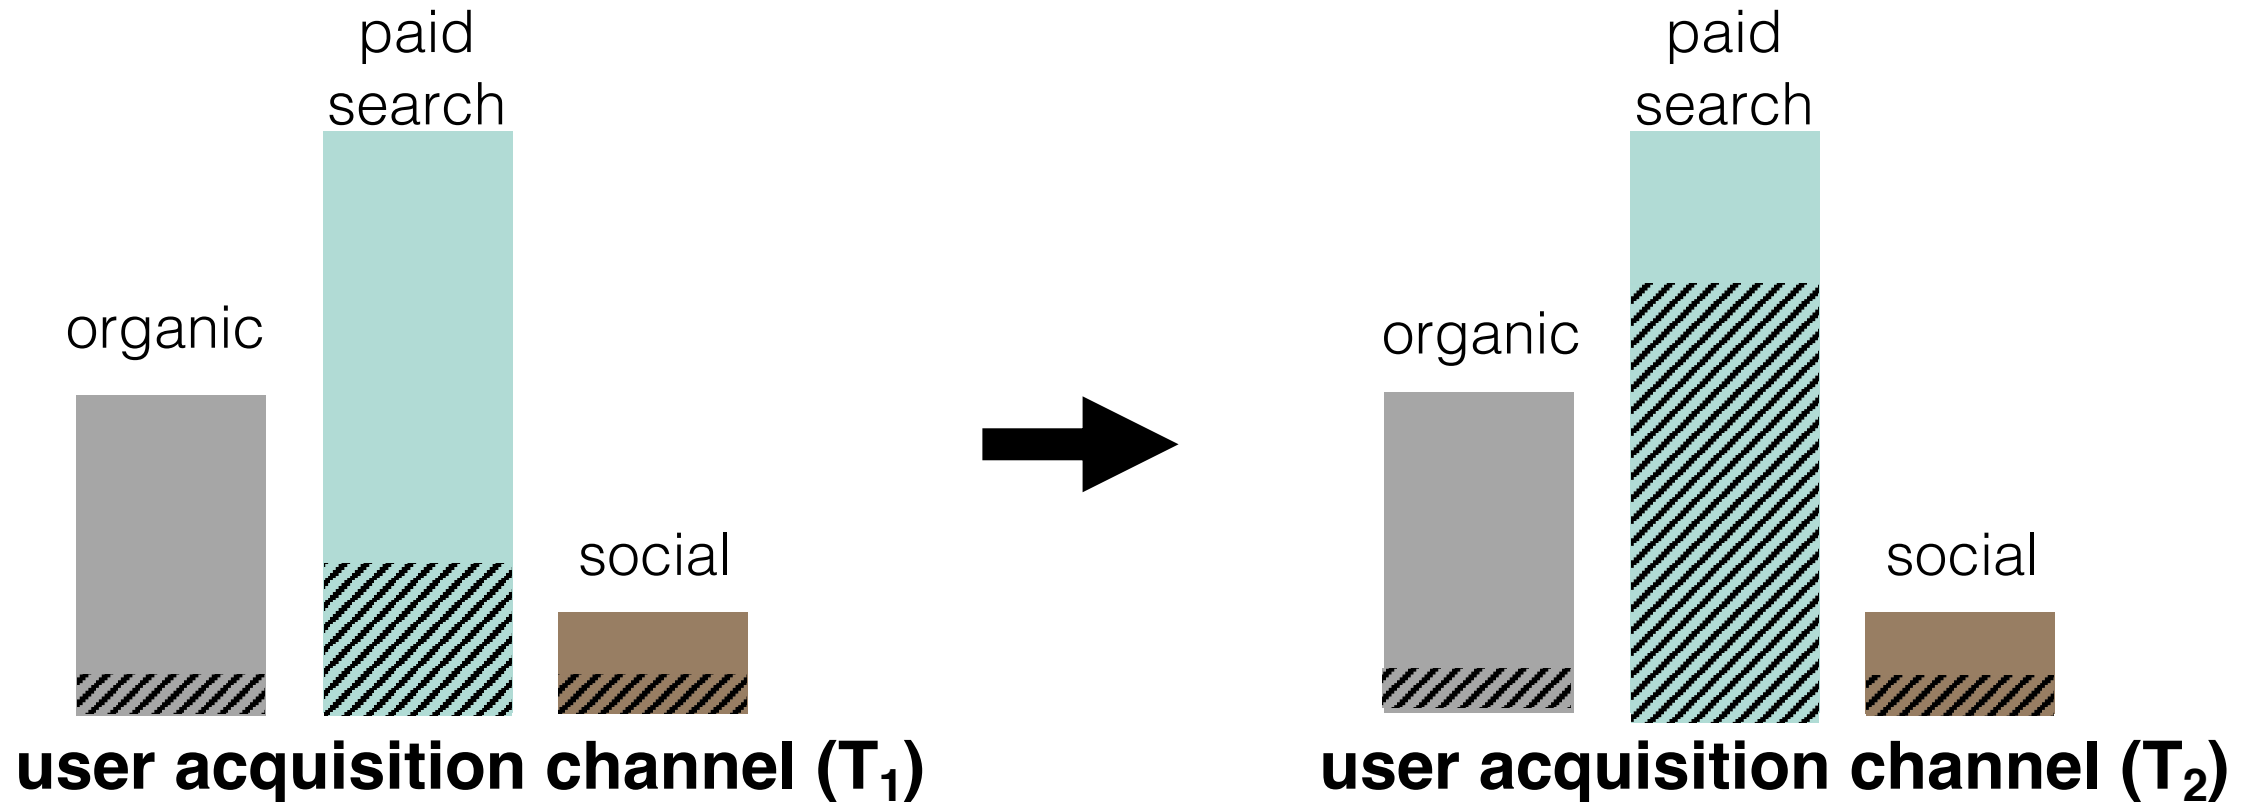 paid
search
organic
social
user acquisition channel (T₁)
paid
search
organic
social
user acquisition channel (T₂)